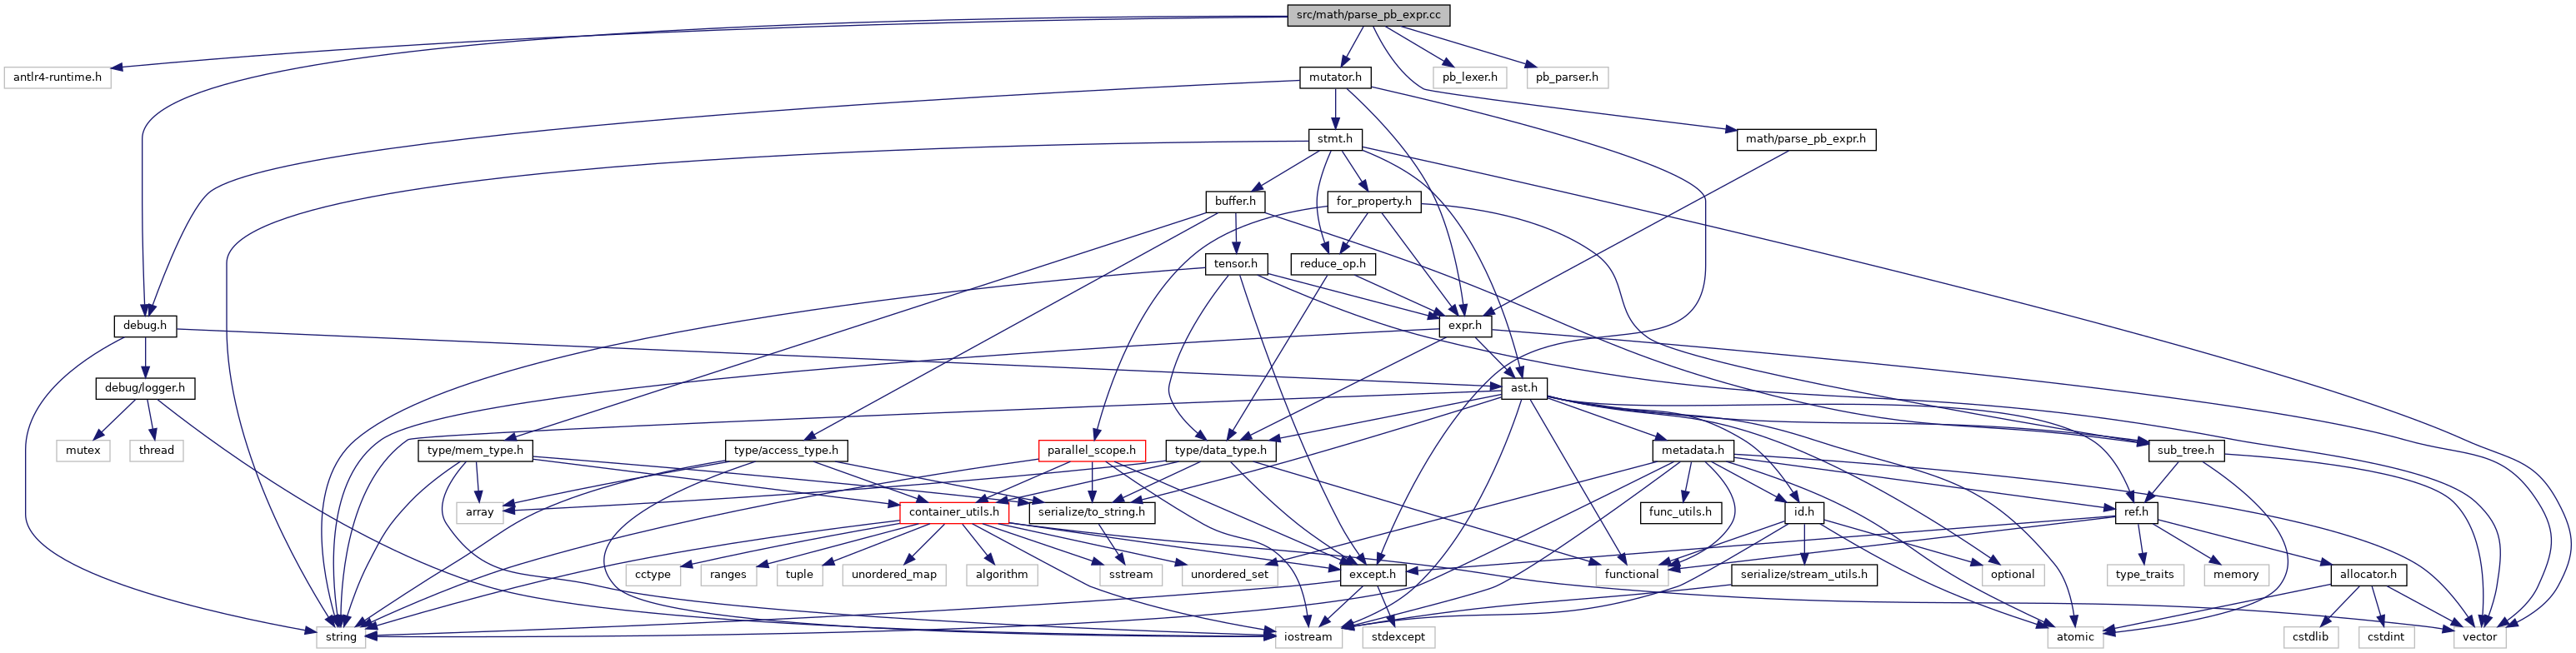 src/math/parse_pb_expr.cc
antlr4-runtime.h
mutator.h
pb_lexer.h
pb_parser.h
stmt.h
math/parse_pb_expr.h
buffer.h
for_property.h
tensor.h
reduce_op.h
debug.h
expr.h
debug/logger.h
ast.h
mutex
thread
type/mem_type.h
type/access_type.h
parallel_scope.h
type/data_type.h
metadata.h
sub_tree.h
array
container_utils.h
serialize/to_string.h
func_utils.h
id.h
ref.h
cctype
ranges
tuple
unordered_map
algorithm
sstream
unordered_set
except.h
functional
serialize/stream_utils.h
optional
type_traits
memory
allocator.h
string
iostream
stdexcept
atomic
cstdlib
cstdint
vector